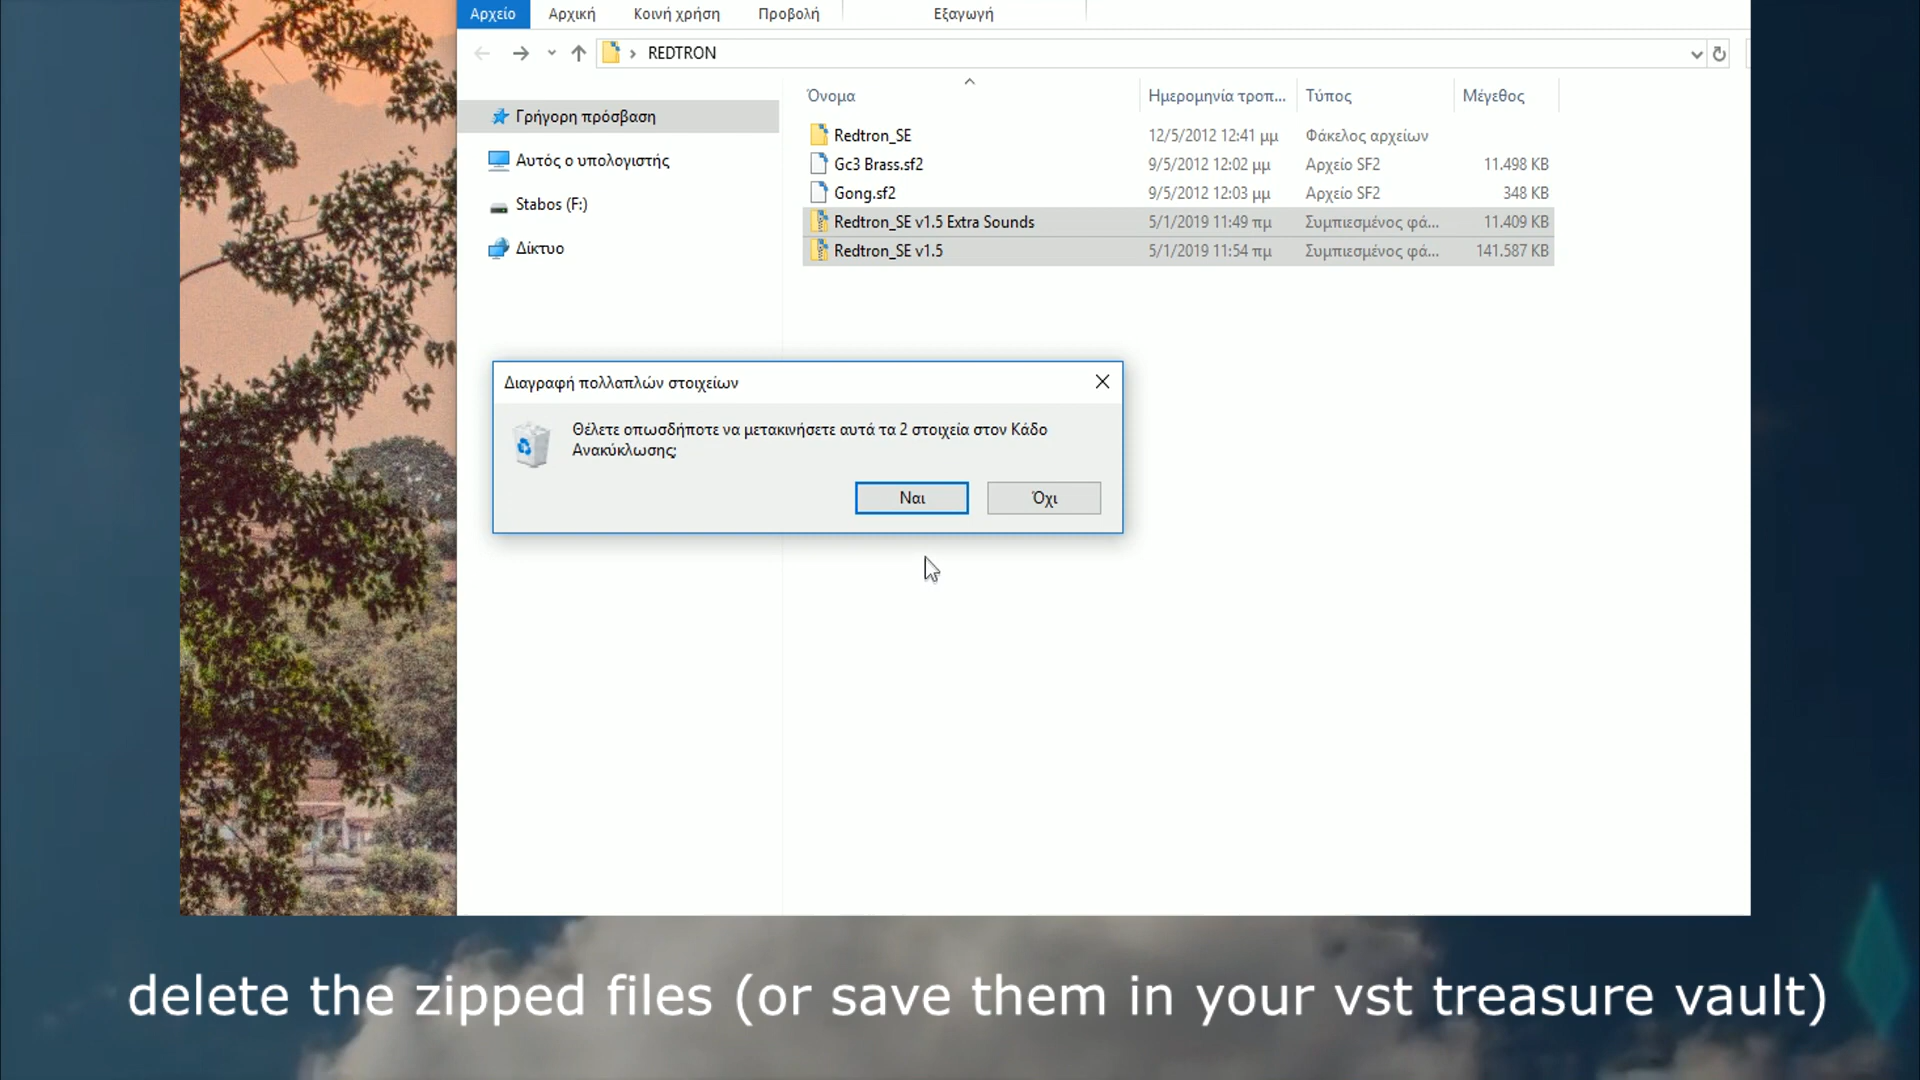 Αρχείο Αρχική Κοινή χρήση Προβολή Εξαγωγή
REDTRON
Όνομα Ημερομηνία τροπ... Τύπος Μέγεθος
Γρήγορη πρόσβαση
Αυτός ο υπολογιστής
Stabos (F:)
Δίκτυο
Redtron_SE 12/5/2012 12:41 μμ Φάκελος αρχείων
Gc3 Brass.sf2 9/5/2012 12:02 μμ Αρχείο SF2 11.498 KB
Gong.sf2 9/5/2012 12:03 μμ Αρχείο SF2 348 KB
Redtron_SE v1.5 Extra Sounds 5/1/2019 11:49 πμ Συμπιεσμένος φά... 11.409 KB
Redtron_SE v1.5 5/1/2019 11:54 πμ Συμπιεσμένος φά... 141.587 KB
Διαγραφή πολλαπλών στοιχείων
Θέλετε οπωσδήποτε να μετακινήσετε αυτά τα 2 στοιχεία στον Κάδο
Ανακύκλωσης;
Ναι Όχι
delete the zipped files (or save them in your vst treasure vault)